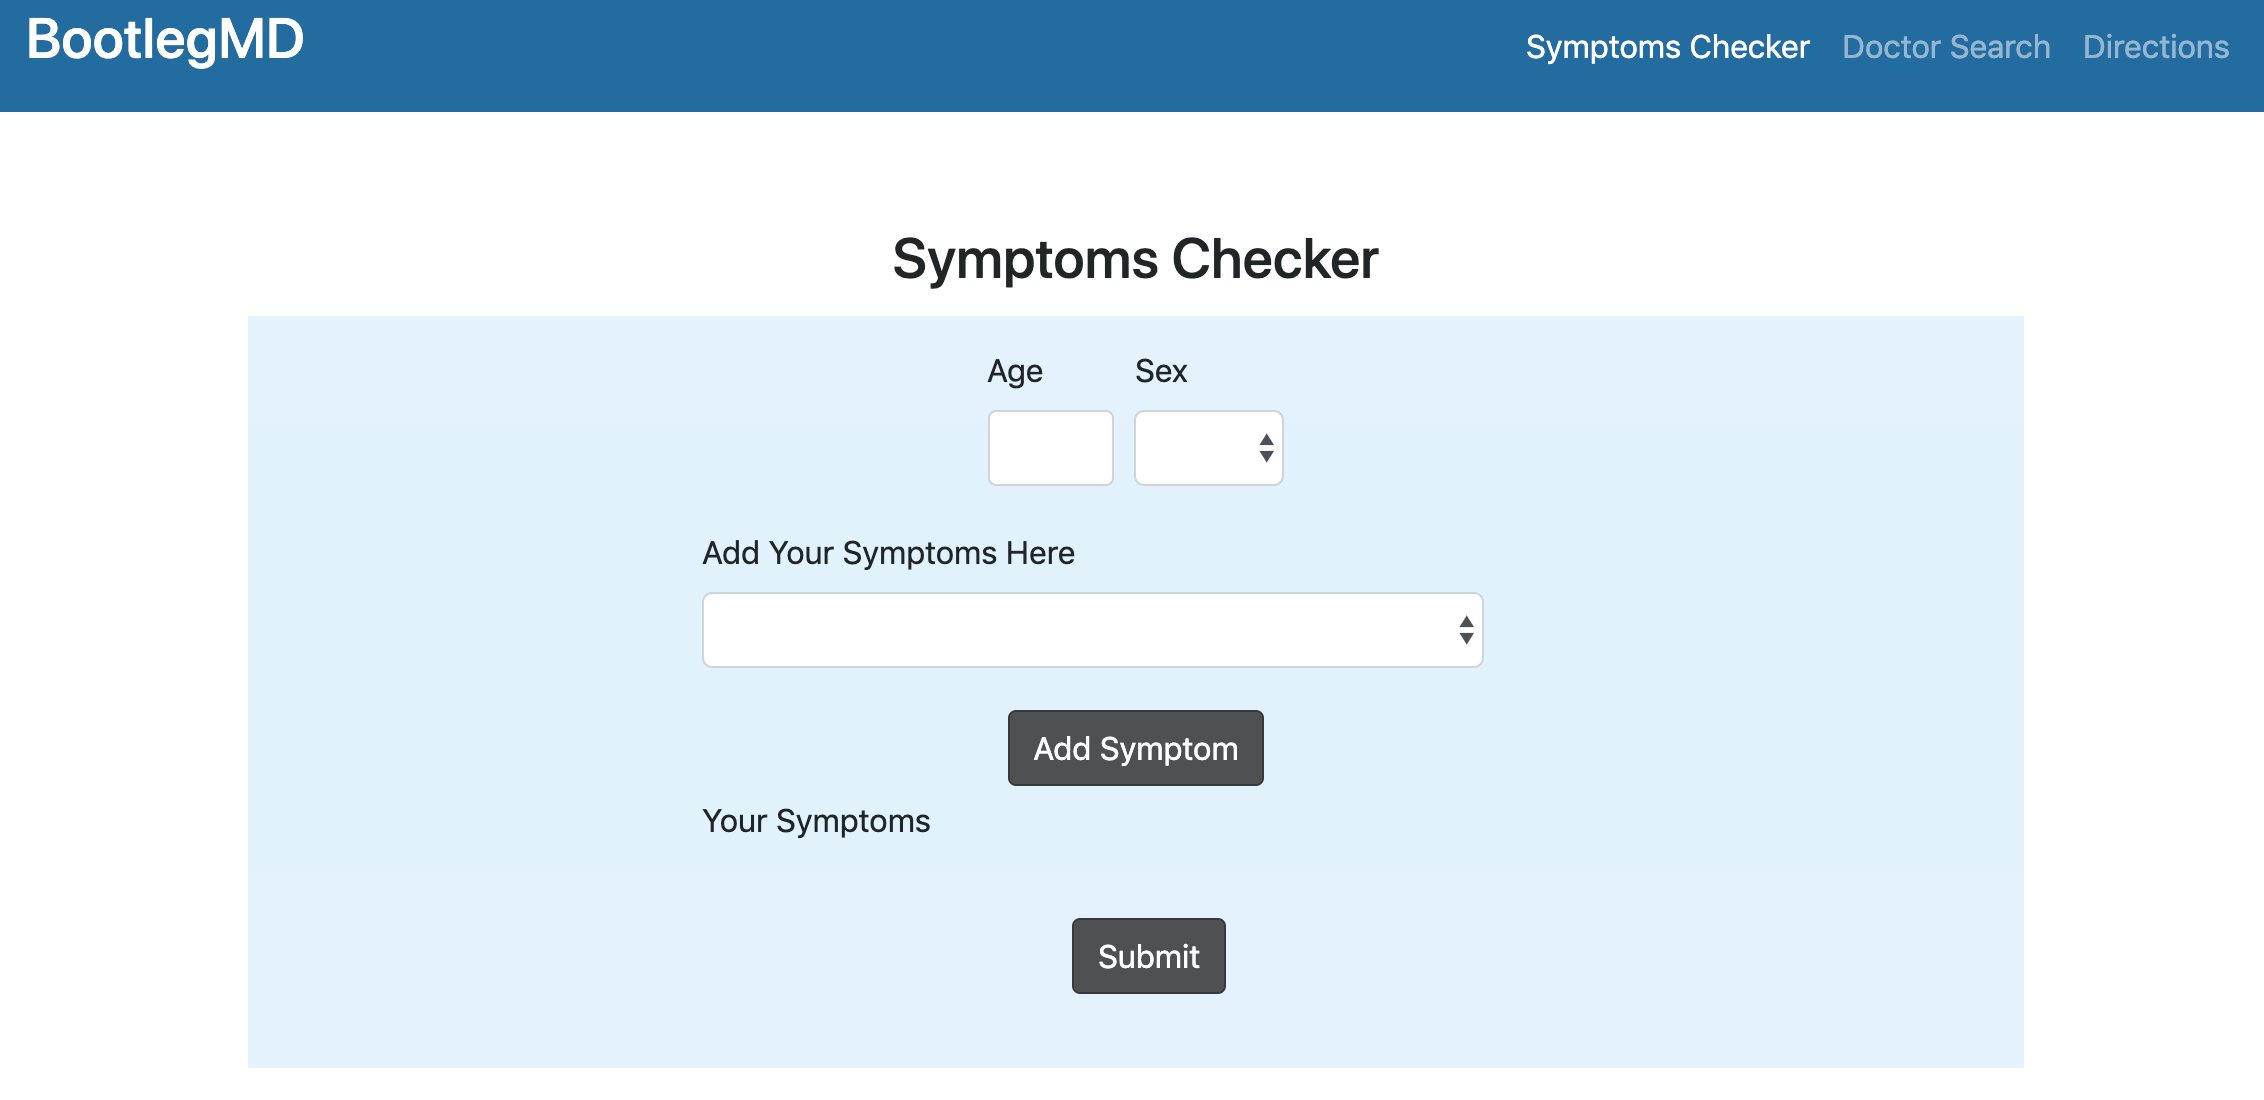 BootlegMD
Symptoms Checker Doctor Search Directions
Symptoms Checker
Age Sex
Add Your Symptoms Here
Add Symptom
Your Symptoms
Submit